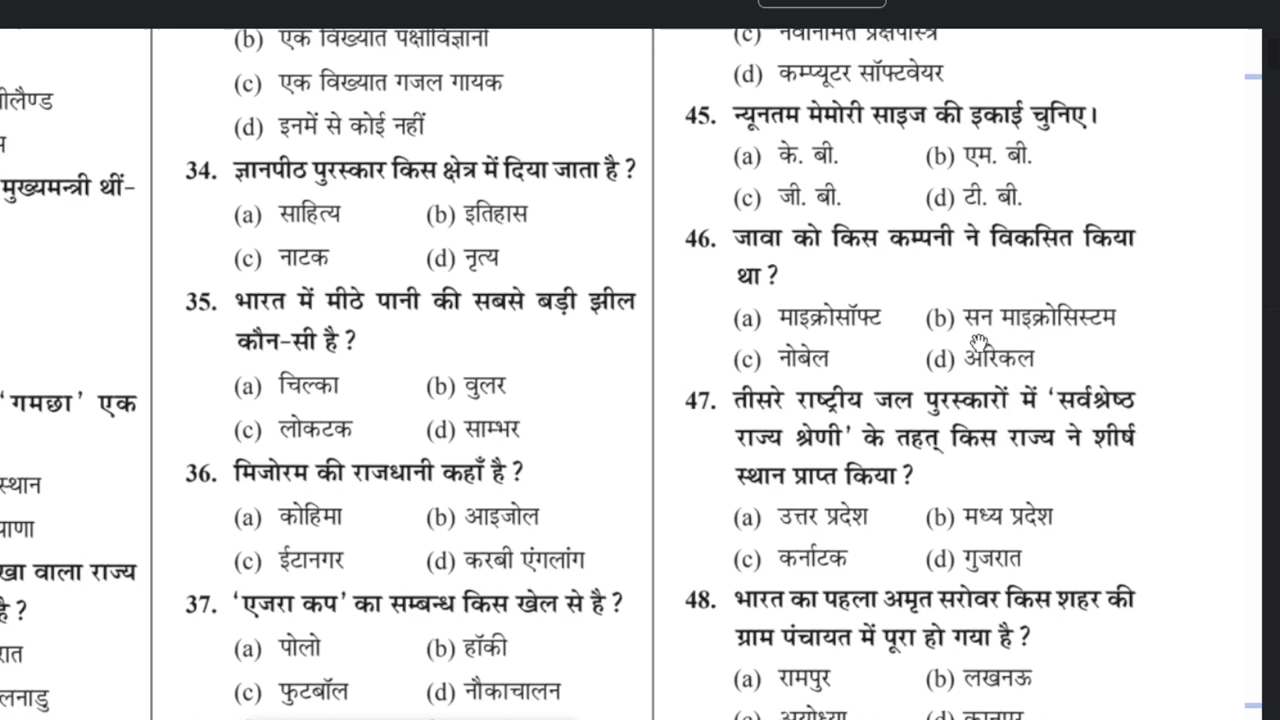 ीलैण्ड
मुख्यमन्त्री थीं-
'गमछा' एक
स्थान
याणा
खा वाला राज्य
है ?
रात
लनाडु
(b) एक विख्यात पक्षीविज्ञानी
(c) एक विख्यात गजल गायक
(d) इनमें से कोई नहीं
34. ज्ञानपीठ पुरस्कार किस क्षेत्र में दिया जाता है ?
(a) साहित्य (b) इतिहास
(c) नाटक (d) नृत्य
35. भारत में मीठे पानी की सबसे बड़ी झील
कौन-सी है ?
(a) चिल्का (b) वुलर
(c) लोकटक (d) साम्भर
36. मिजोरम की राजधानी कहाँ है ?
(a) कोहिमा (b) आइजोल
(c) ईटानगर (d) करबी एंगलांग
37. 'एजरा कप' का सम्बन्ध किस खेल से है ?
(a) पोलो (b) हॉकी
(c) फुटबॉल (d) नौकाचालन
(c) नवीनीमित प्रक्षेपास्त्र
(d) कम्प्यूटर सॉफ्टवेयर
45. न्यूनतम मेमोरी साइज की इकाई चुनिए।
(a) के. बी. (b) एम. बी.
(c) जी. बी. (d) टी. बी.
46. जावा को किस कम्पनी ने विकसित किया
था ?
(a) माइक्रोसॉफ्ट (b) सन माइक्रोसिस्टम
(c) नोबेल (d) ओरिकल
47. तीसरे राष्ट्रीय जल पुरस्कारों में 'सर्वश्रेष्ठ
राज्य श्रेणी' के तहत् किस राज्य ने शीर्ष
स्थान प्राप्त किया ?
(a) उत्तर प्रदेश (b) मध्य प्रदेश
(c) कर्नाटक (d) गुजरात
48. भारत का पहला अमृत सरोवर किस शहर की
ग्राम पंचायत में पूरा हो गया है ?
(a) रामपुर (b) लखनऊ
(c) अयोध्या (d) कानपुर